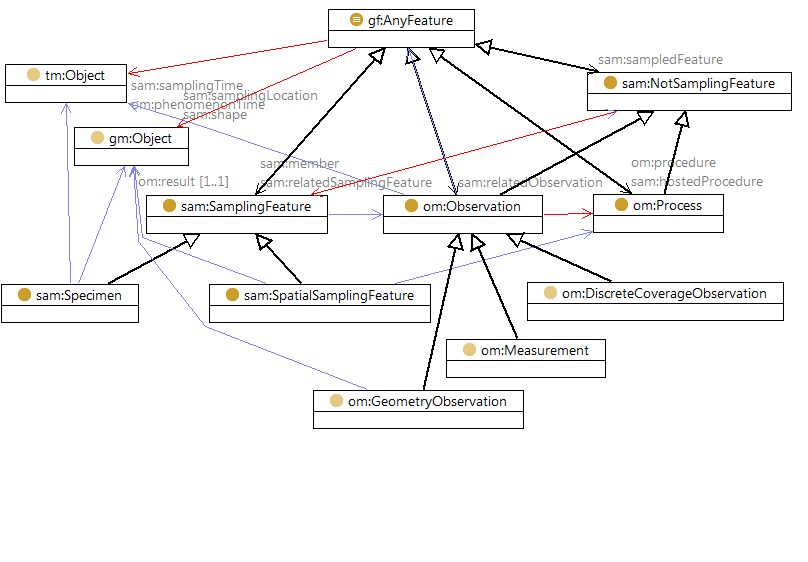 gf:AnyFeature
sam:sampledFeature
tm:Object
sam:NotSamplingFeature
sam:samplingTime
sam:samplingLocation
om:phenomenonTime
sam:shape
gm:Object
sam:member
om:procedure
om:result [1..1]
sam:relatedSamplingFeature
sam:relatedObservation
sam:hostedProcedure
sam:SamplingFeature
om:Observation
om:Process
sam:Specimen
sam:SpatialSamplingFeature
om:DiscreteCoverageObservation
om:Measurement
om:GeometryObservation